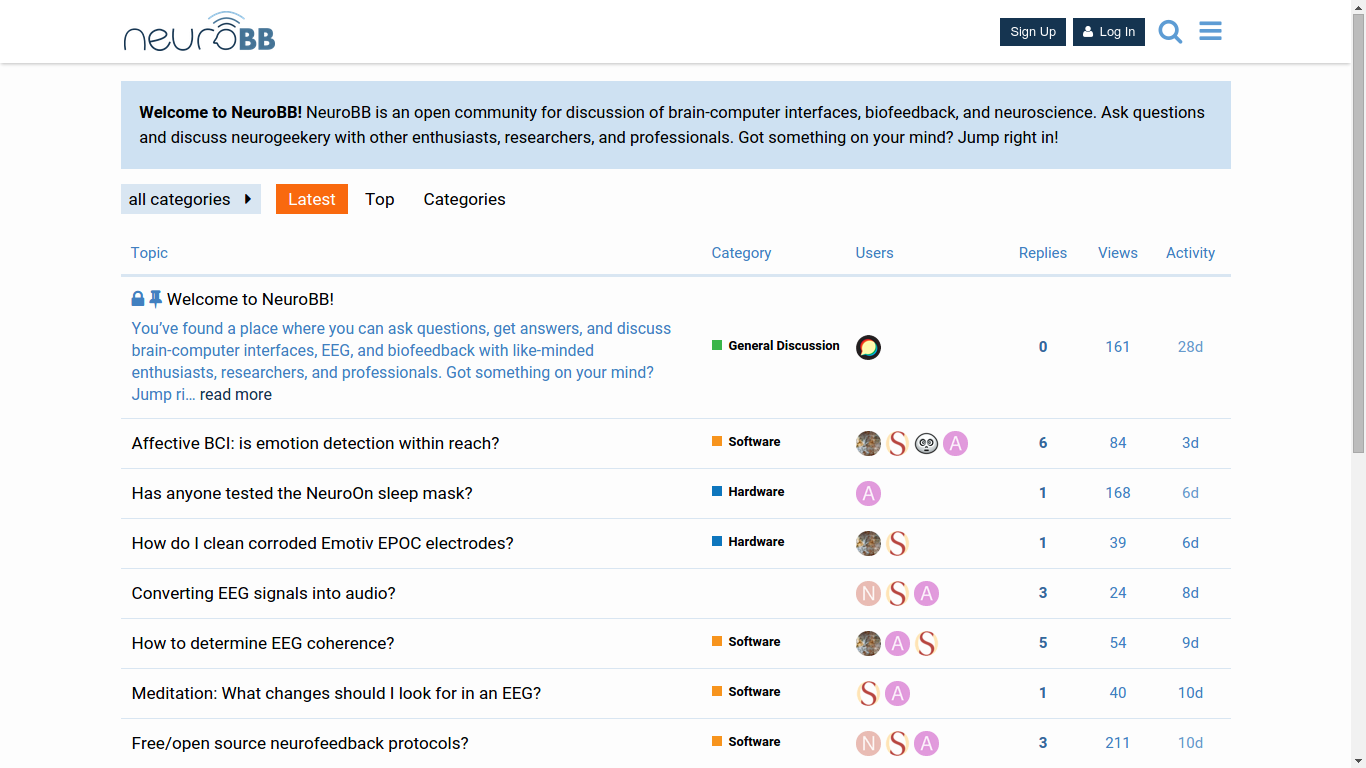 neuroBB
Sign Up
Log In
Welcome to NeuroBB! NeuroBB is an open community for discussion of brain-computer interfaces, biofeedback, and neuroscience. Ask questions
and discuss neurogeekery with other enthusiasts, researchers, and professionals. Got something on your mind? Jump right in!
all categories Latest Top Categories
Topic Category Users Replies Views Activity
Welcome to NeuroBB!
You’ve found a place where you can ask questions, get answers, and discuss
brain-computer interfaces, EEG, and biofeedback with like-minded
enthusiasts, researchers, and professionals. Got something on your mind?
Jump ri… read more
General Discussion 0 161 28d
Affective BCI: is emotion detection within reach? Software S A 6 84 3d
Has anyone tested the NeuroOn sleep mask? Hardware A 1 168 6d
How do I clean corroded Emotiv EPOC electrodes? Hardware S 1 39 6d
Converting EEG signals into audio? N S A 3 24 8d
How to determine EEG coherence? Software A S 5 54 9d
Meditation: What changes should I look for in an EEG? Software S A 1 40 10d
Free/open source neurofeedback protocols? Software N S A 3 211 10d